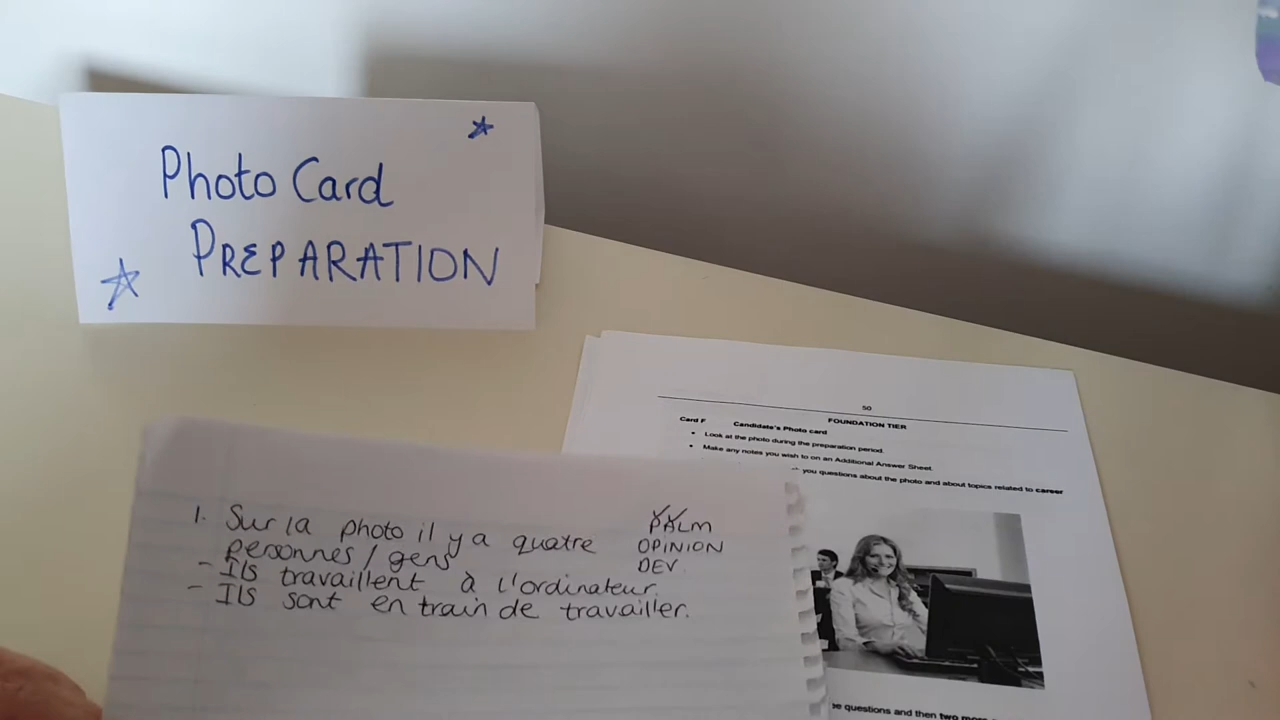 Photo Card
PREPARATION
50
FOUNDATION TIER
Card F Candidate's Photo card
• Look at the photo during the preparation period.
• Make any notes you wish to on an Additional Answer Sheet.
you questions about the photo and about topics related to career
1. Sur la photo il y a quatre
personnes/gens
- Ils travaillent à l'ordinateur.
- Ils sont en train de travailler.
PALM
OPINION
DEV
questions and then two more